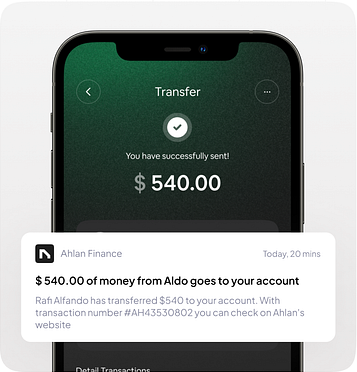 Transfer
You have successfully sent!
$ 540.00
Ahlan Finance
Today, 20 mins
$ 540.00 of money from Aldo goes to your account
Rafi Alfando has transferred $540 to your account. With
transaction number #AH43530802 you can check on Ahlan's
website
Detail Transactions